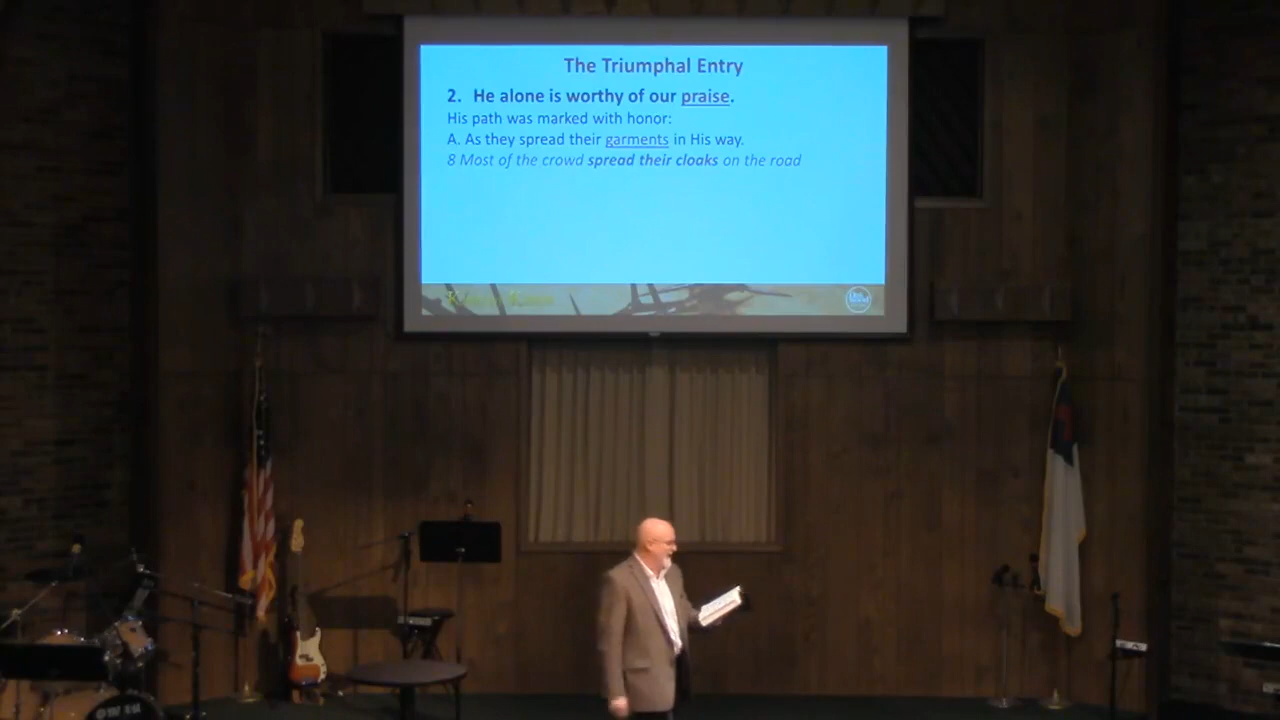 The Triumphal Entry
2. He alone is worthy of our praise.
His path was marked with honor:
A. As they spread their garments in His way.
8 Most of the crowd spread their cloaks on the road